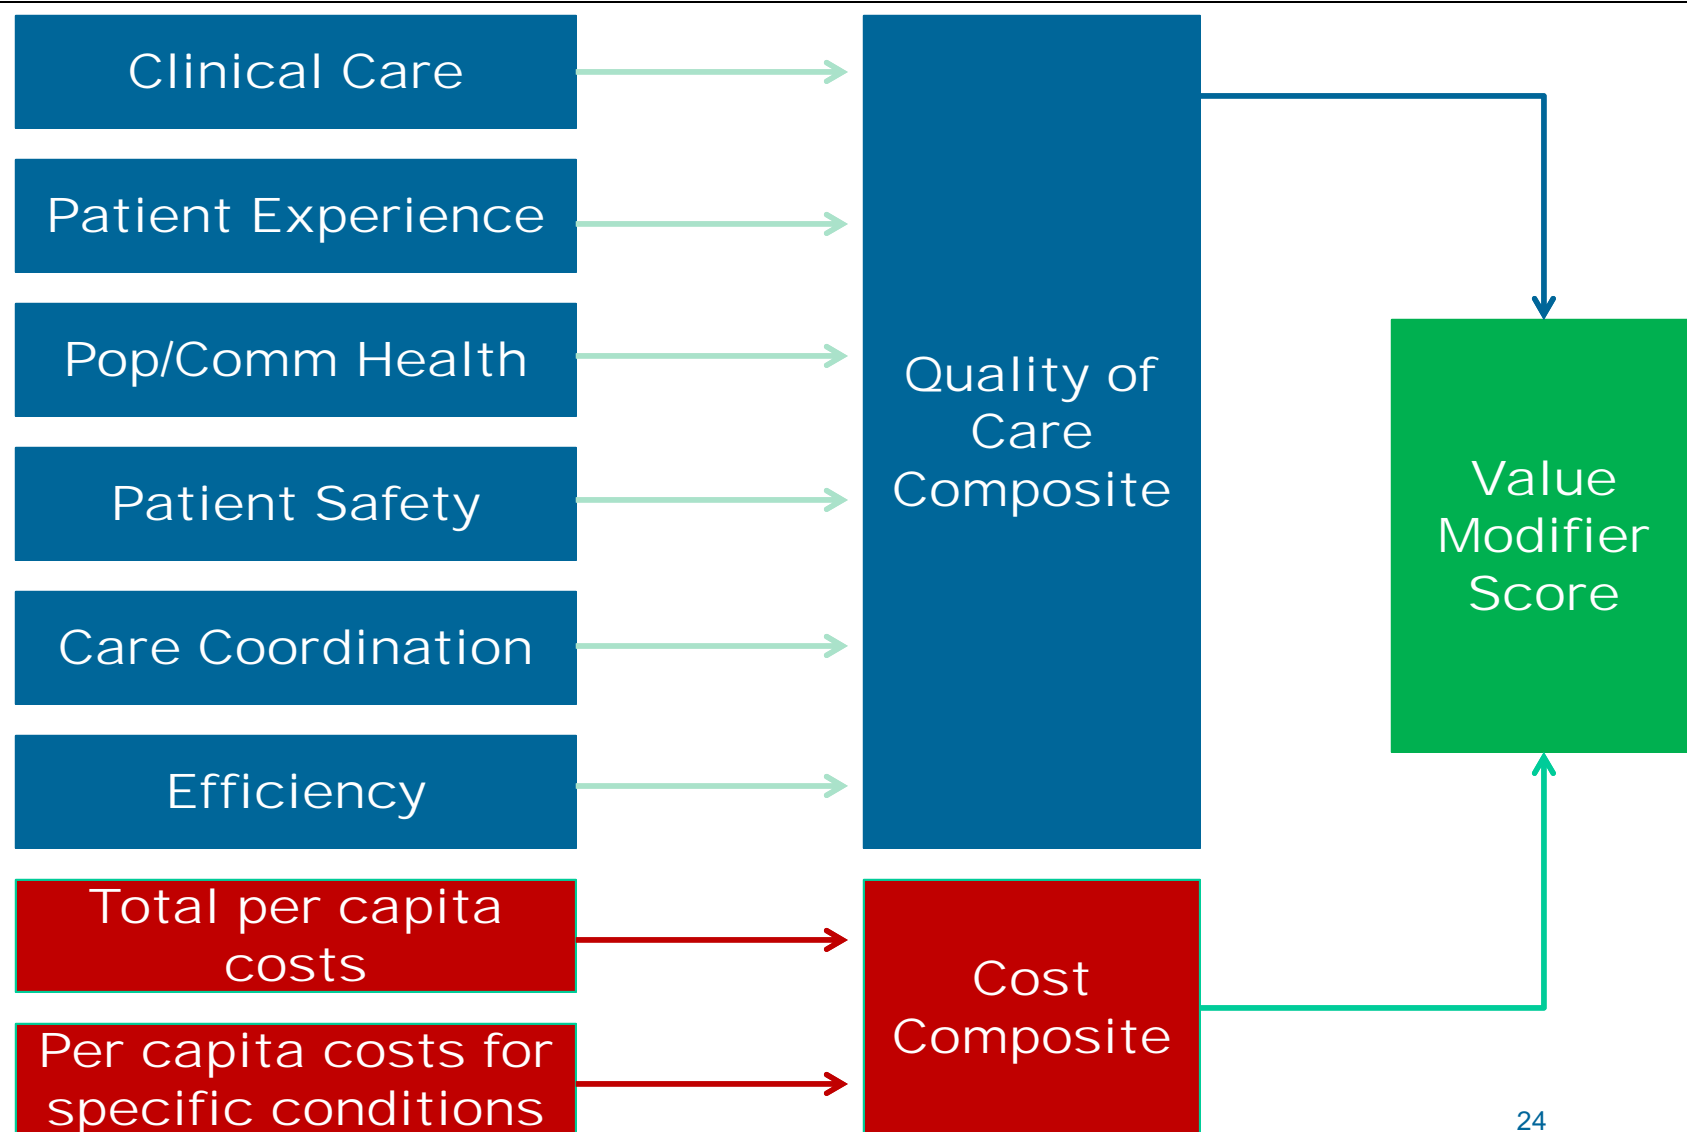 Clinical Care
Patient Experience
Pop/Comm Health
Patient Safety
Care Coordination
Efficiency
Total per capita
costs
Per capita costs for
specific conditions
Quality of
Care
Composite
Cost
Composite
Value
Modifier
Score
24